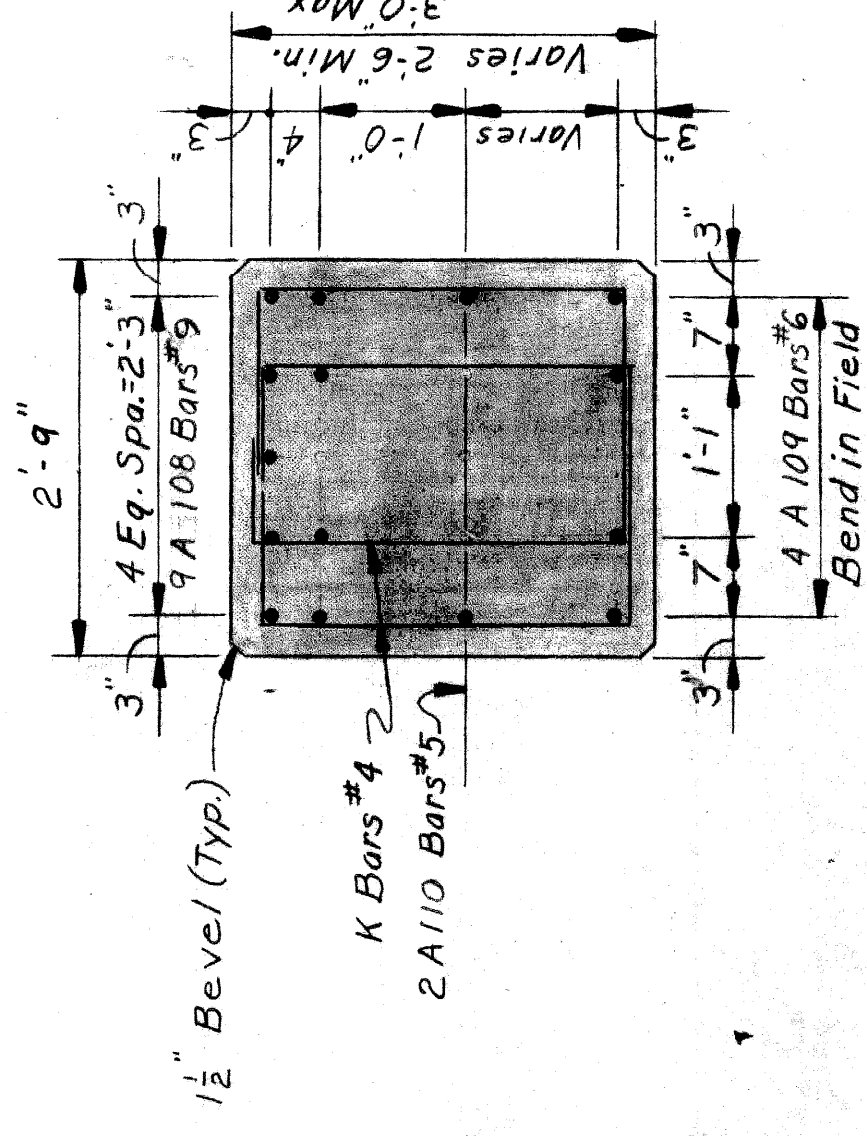 3'-0" Max
Varies 2'-6" Min.
3"
4"
1'-0"
Varies
3"
2'-9"
3"
4 Eq. Spa.=2'-3"
9 A 108 Bars #9
3"
1 1/2" Bevel (Typ.)
K Bars #4
2 A110 Bars #5
3"
7"
1'-1"
7"
3"
4 A 109 Bars #6
Bend in Field